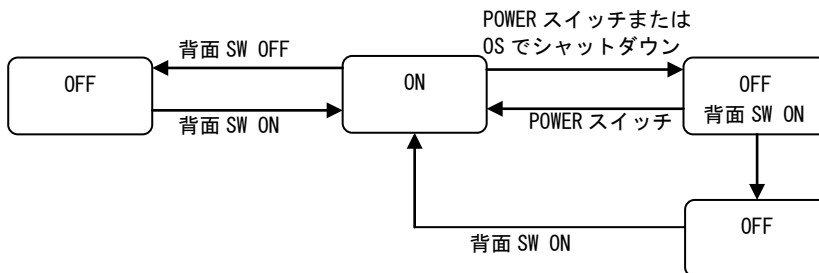 POWER スイッチまたは
OS でシャットダウン
背面 SW OFF
OFF
ON
OFF
背面 SW ON
背面 SW ON
POWER スイッチ
OFF
背面 SW ON